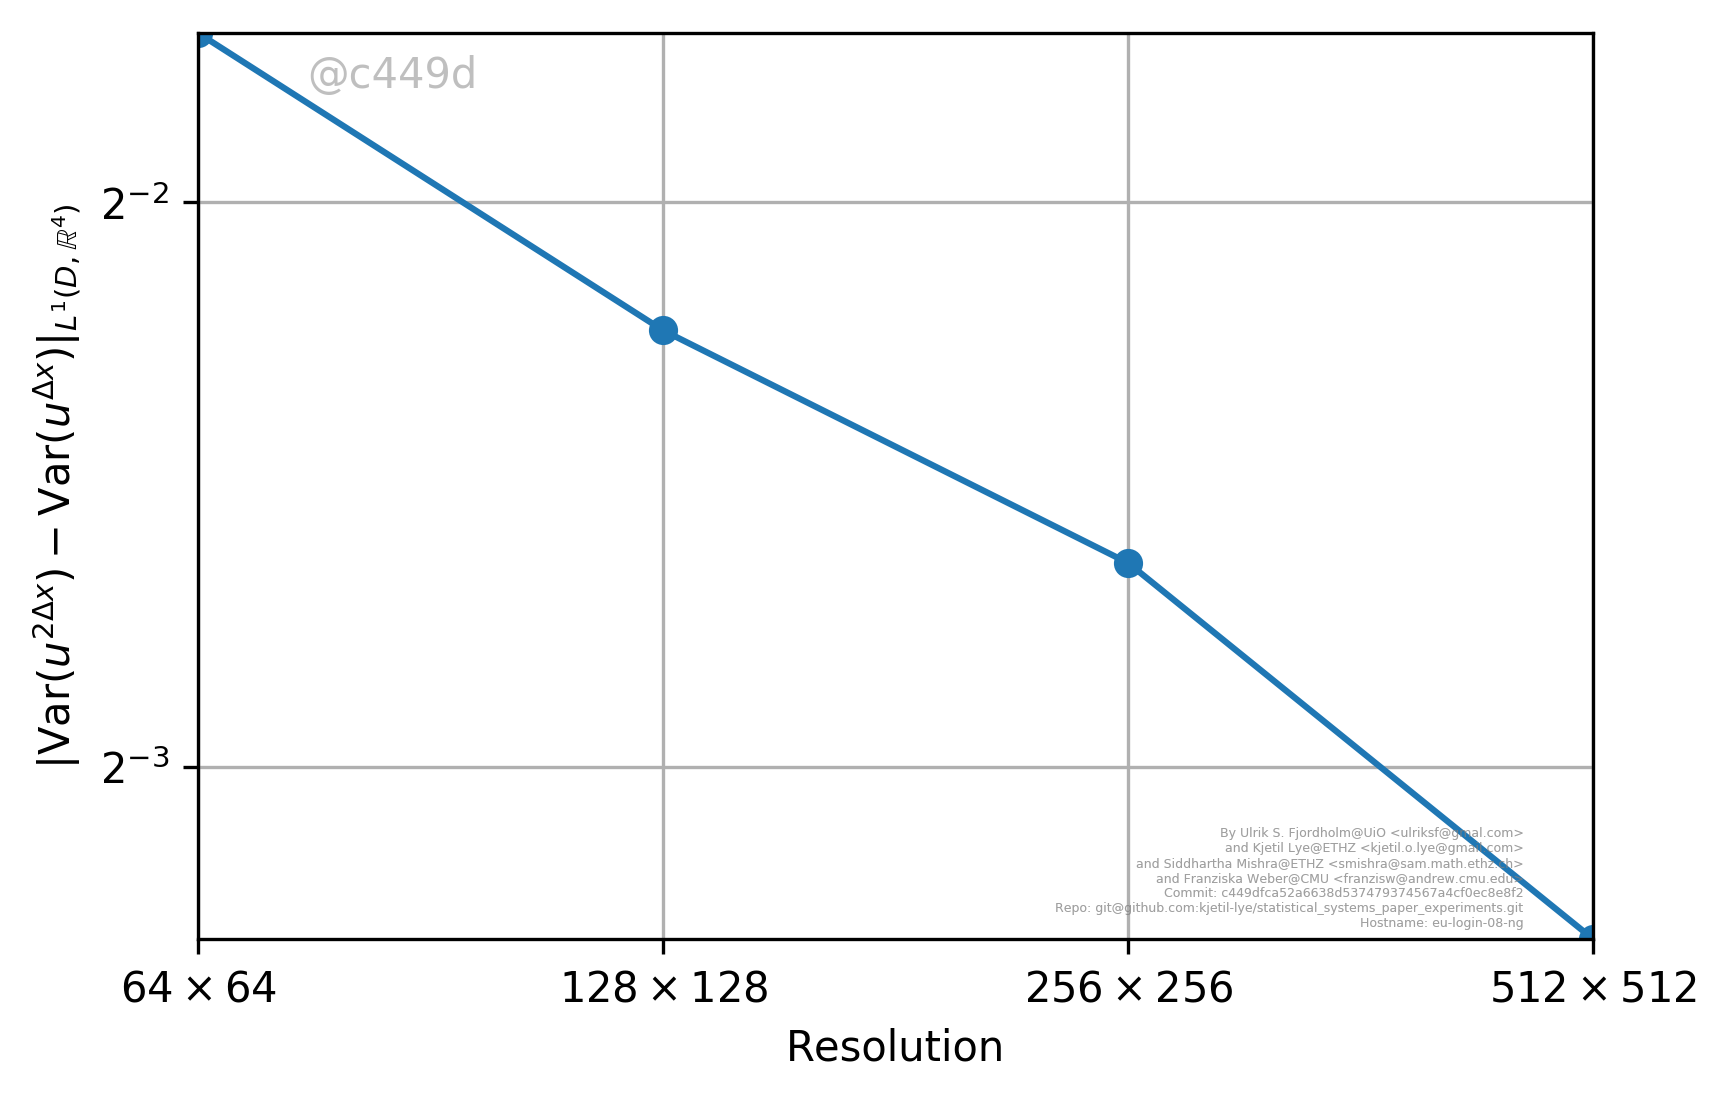 @c449d
2⁻²
2⁻³
|Var(u^{2Δx}) − Var(u^{Δx})|_{L¹(D, ℝ⁴)}
By Ulrik S. Fjordholm@UiO <ulriksf@gmal.com>
and Kjetil Lye@ETHZ <kjetil.o.lye@gmail.com>
and Siddhartha Mishra@ETHZ <smishra@sam.math.ethz.ch>
and Franziska Weber@CMU <franzisw@andrew.cmu.edu>
Commit: c449dfca52a6638d537479374567a4cf0ec8e8f2
Repo: git@github.com:kjetil-lye/statistical_systems_paper_experiments.git
Hostname: eu-login-08-ng
64 × 64 128 × 128 256 × 256 512 × 512
Resolution